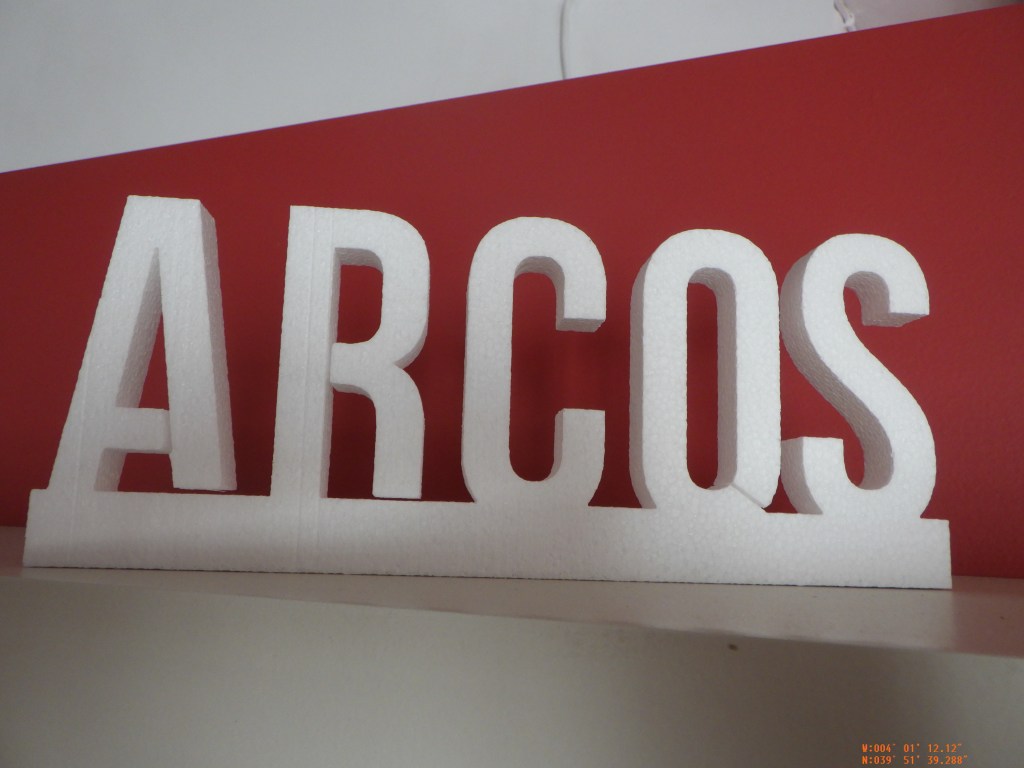 ARCOS
W:004° 01' 12.12"
N:039° 51' 39.288"